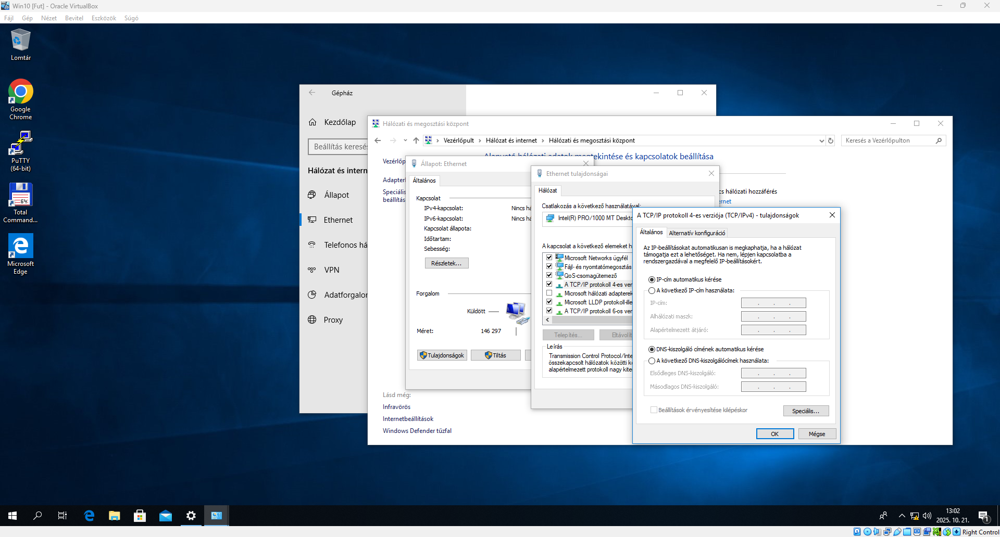 Win10 [Fut] - Oracle VirtualBox
Fájl Gép Nézet Bevitel Eszközök Súgó
Lomtár
Google
Chrome
PuTTY
(64-bit)
64:
Total
Command...
Microsoft
Edge
Gépház
Kezdőlap
Beállítás keresés
Hálózat és intern
Állapot
Ethernet
Telefonos há
VPN
Adatforgalor
Proxy
Hálózati és megosztási központ
Vezérlőpult › Hálózat és internet › Hálózati és megosztási központ
Keresés a Vezérlőpulton
Vezérlőp
Adapterl
Speciális
beállítás
Alapvető hálózati adatok megtekintése és kapcsolatok beállítása
cs hálózati hozzáférés
ernet
Lásd még:
Infravörös
Internetbeállítások
Windows Defender tűzfal
Állapot: Ethernet
Általános
Kapcsolat
IPv4-kapcsolat: Nincs há
IPv6-kapcsolat: Nincs há
Kapcsolat állapota:
Időtartam:
Sebesség:
Részletek...
Forgalom
Küldött
Méret: 146 297
Tulajdonságok
Tiltás
Ethernet tulajdonságai
Hálózat
Csatlakozás a következő használatával:
Intel(R) PRO/1000 MT Deskto
A kapcsolat a következő elemeket h
Microsoft Networks ügyfél
Fájl- és nyomtatómegosztás
QoS-csomagütemező
A TCP/IP protokoll 4-es ver
Microsoft hálózati adapterek
Microsoft LLDP protokoll-ille
A TCP/IP protokoll 6-os ver
Telepítés...
Eltávolít
Leírás
Transmission Control Protocol/Inte
összekapcsolt hálózatok közötti k
alapértelmezett protokoll nagy kite
A TCP/IP protokoll 4-es verziója (TCP/IPv4) - tulajdonságok
Általános
Alternatív konfiguráció
Az IP-beállításokat automatikusan is megkaphatja, ha a hálózat
támogatja ezt a lehetőséget. Ha nem, lépjen kapcsolatba a
rendszergazdával a megfelelő IP-beállításokért.
IP-cím automatikus kérése
A következő IP-cím használata:
IP-cím:
Alhálózati maszk:
Alapértelmezett átjáró:
DNS-kiszolgáló címének automatikus kérése
A következő DNS-kiszolgálócímek használata:
Elsődleges DNS-kiszolgáló:
Másodlagos DNS-kiszolgáló:
Beállítások érvényesítése kilépéskor
Speciális...
OK
Mégse
13:02
2025. 10. 21.
1
Right Control